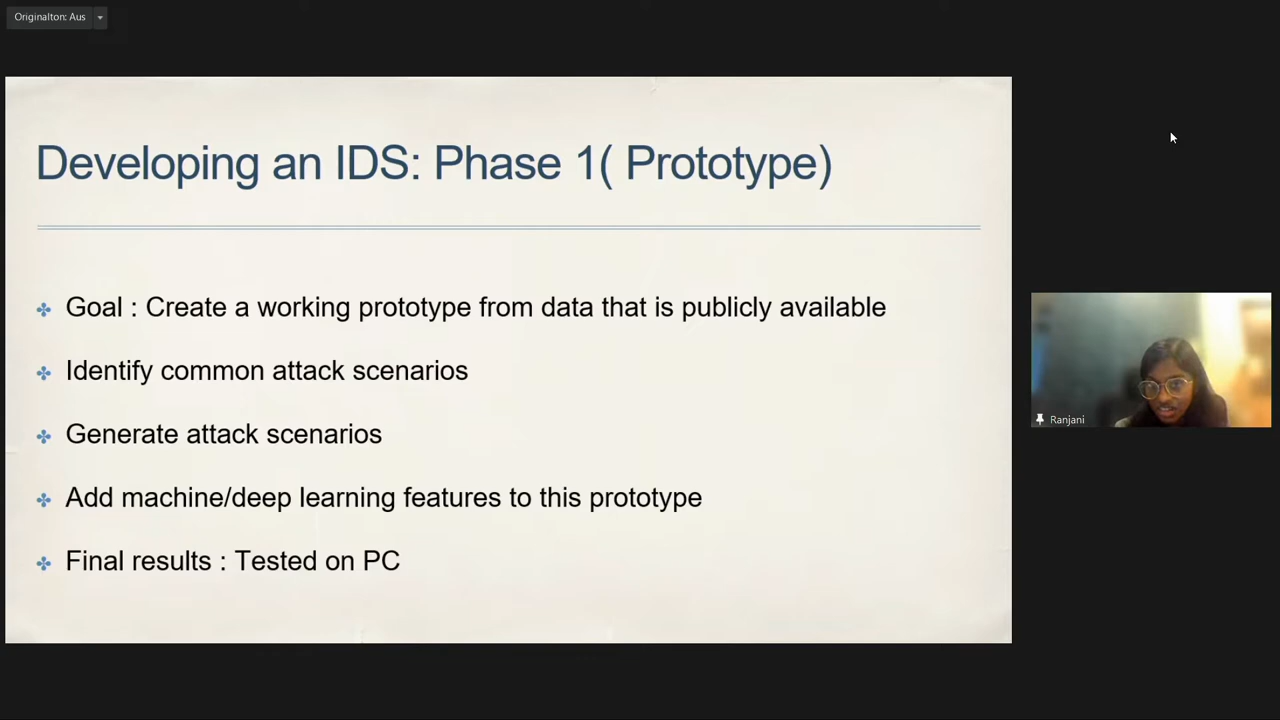 Originalton: Aus
Developing an IDS: Phase 1( Prototype)
Goal : Create a working prototype from data that is publicly available
Identify common attack scenarios
Generate attack scenarios
Add machine/deep learning features to this prototype
Final results : Tested on PC
Ranjani